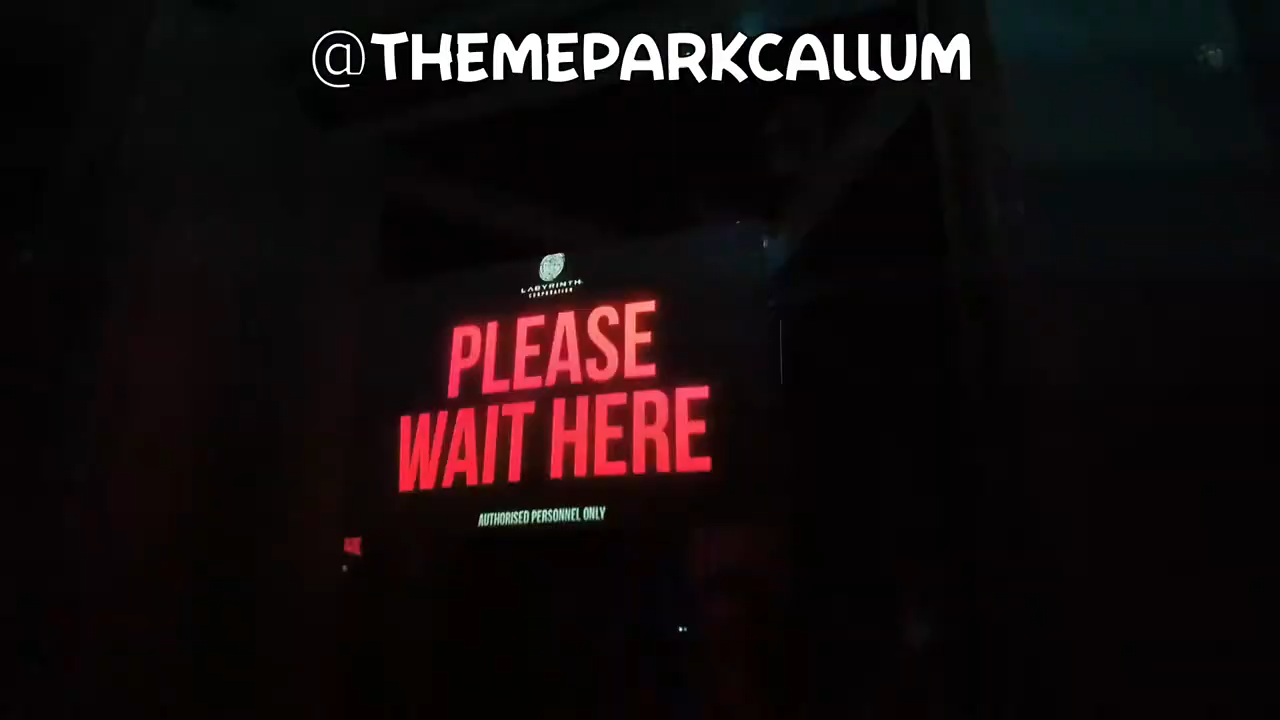 @THEMEPARKCALLUM
LABYRINTH
CORPORATION
PLEASE
WAIT HERE
AUTHORISED PERSONNEL ONLY